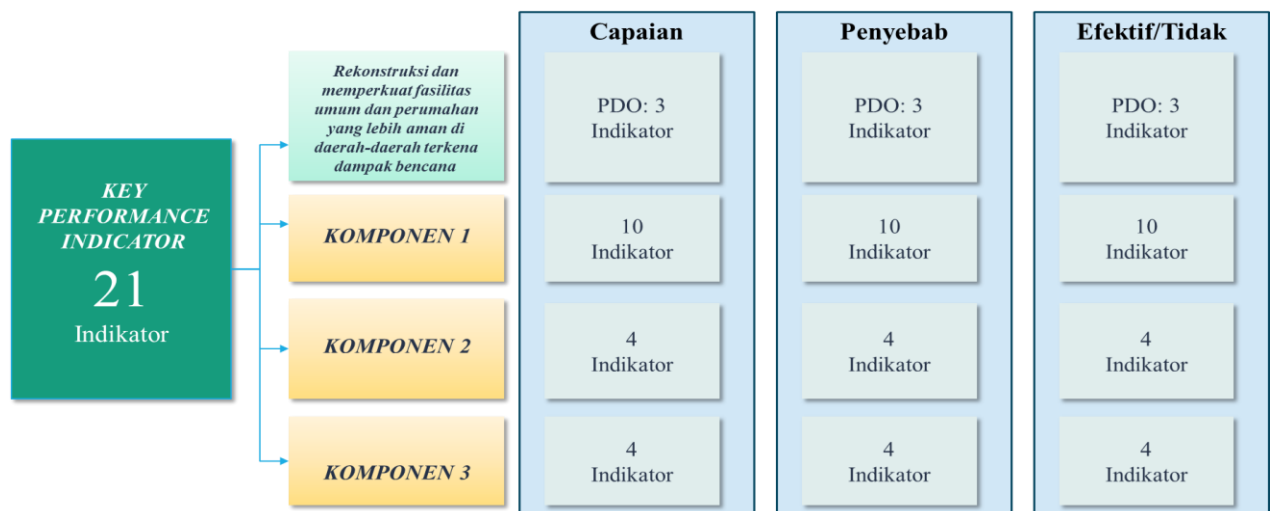 KEY
PERFORMANCE
INDICATOR
21
Indikator
Rekonstruksi dan
memperkuat fasilitas
umum dan perumahan
yang lebih aman di
daerah-daerah terkena
dampak bencana
KOMPONEN 1
KOMPONEN 2
KOMPONEN 3
Capaian
PDO: 3
Indikator
10
Indikator
4
Indikator
4
Indikator
Penyebab
PDO: 3
Indikator
10
Indikator
4
Indikator
4
Indikator
Efektif/Tidak
PDO: 3
Indikator
10
Indikator
4
Indikator
4
Indikator